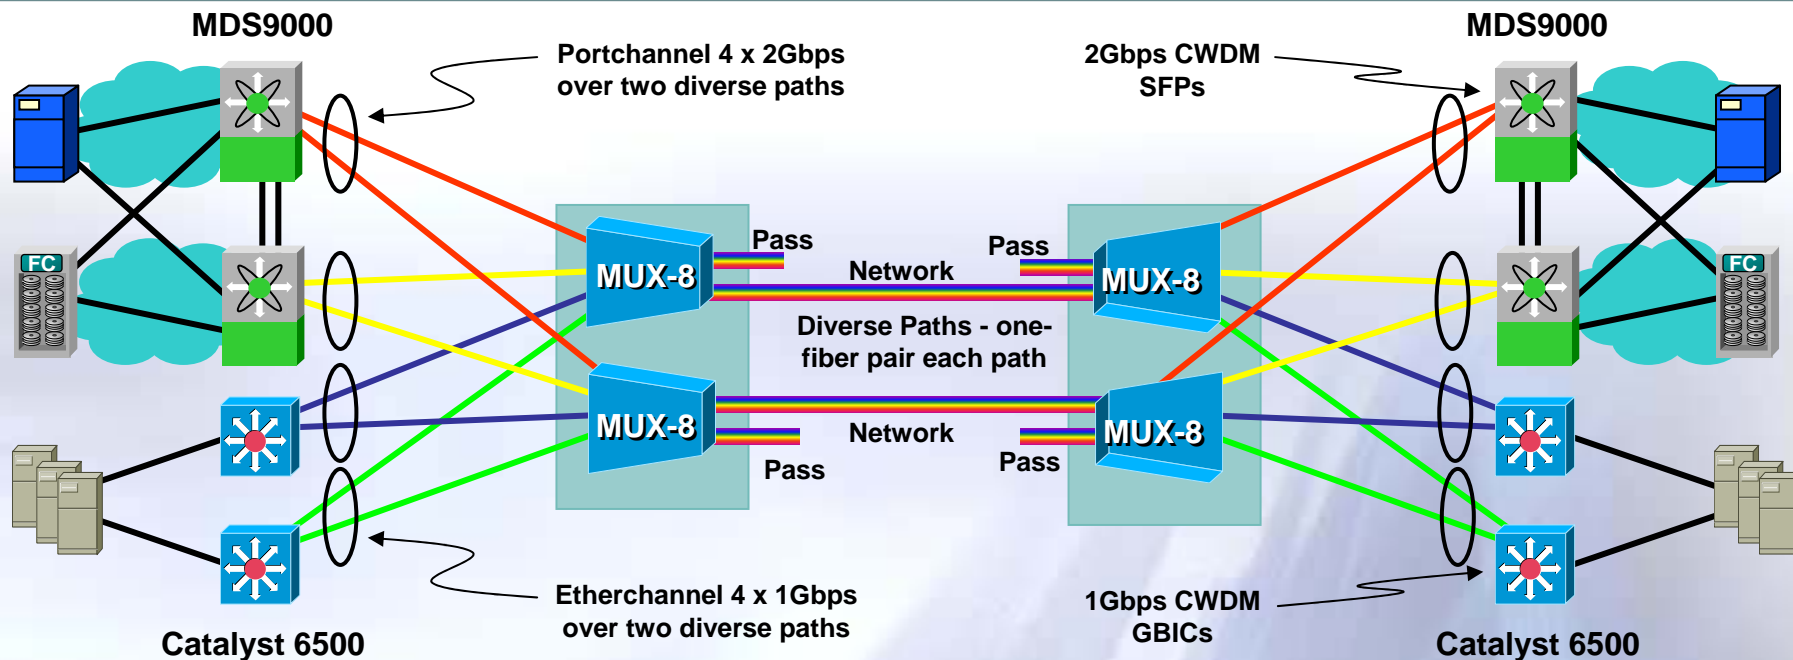 MDS9000
MDS9000
Portchannel 4 x 2Gbps
over two diverse paths
2Gbps CWDM
SFPs
FC
FC
MUX-8
Pass
Network
Pass
MUX-8
Diverse Paths - one-
fiber pair each path
MUX-8
Pass
Network
Pass
MUX-8
Etherchannel 4 x 1Gbps
over two diverse paths
1Gbps CWDM
GBICs
Catalyst 6500
Catalyst 6500